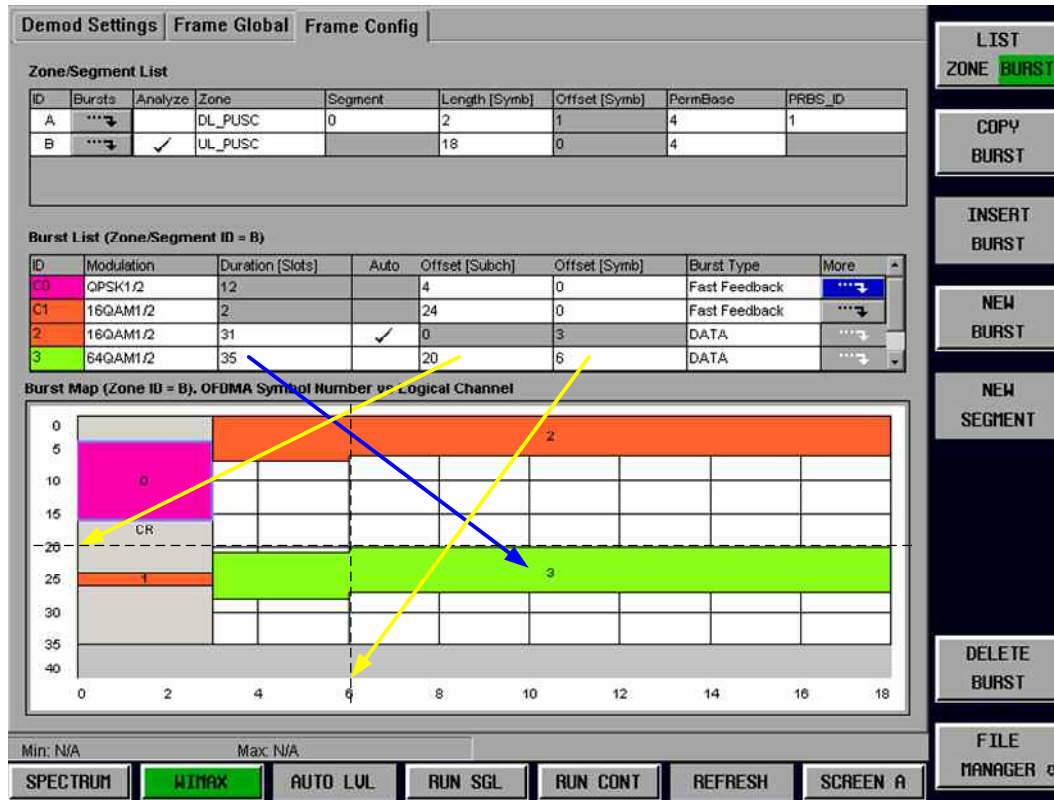 Demod Settings Frame Global Frame Config
Zone/Segment List
ID Bursts Analyze Zone Segment Length [Symb] Offset [Symb] PermBase PRBS_ID
A DL_PUSC 0 2 1 4 1
B UL_PUSC 18 0 4
Burst List (Zone/Segment ID = B)
ID Modulation Duration [Slots] Auto Offset [Subch] Offset [Symb] Burst Type More
C0 QPSK1/2 12 4 0 Fast Feedback
C1 16QAM1/2 2 24 0 Fast Feedback
2 16QAM1/2 31 0 3 DATA
3 64QAM1/2 35 20 6 DATA
Burst Map (Zone ID = B). OFDMA Symbol Number vs Logical Channel
0
5
10
15
20
25
30
35
40
2
0
CR
1
3
0 2 4 6 8 10 12 14 16 18
Min: N/A Max: N/A
SPECTRUM WIMAX AUTO LVL RUN SGL RUN CONT REFRESH SCREEN A
LIST
ZONE BURST
COPY
BURST
INSERT
BURST
NEW
BURST
NEW
SEGMENT
DELETE
BURST
FILE
MANAGER